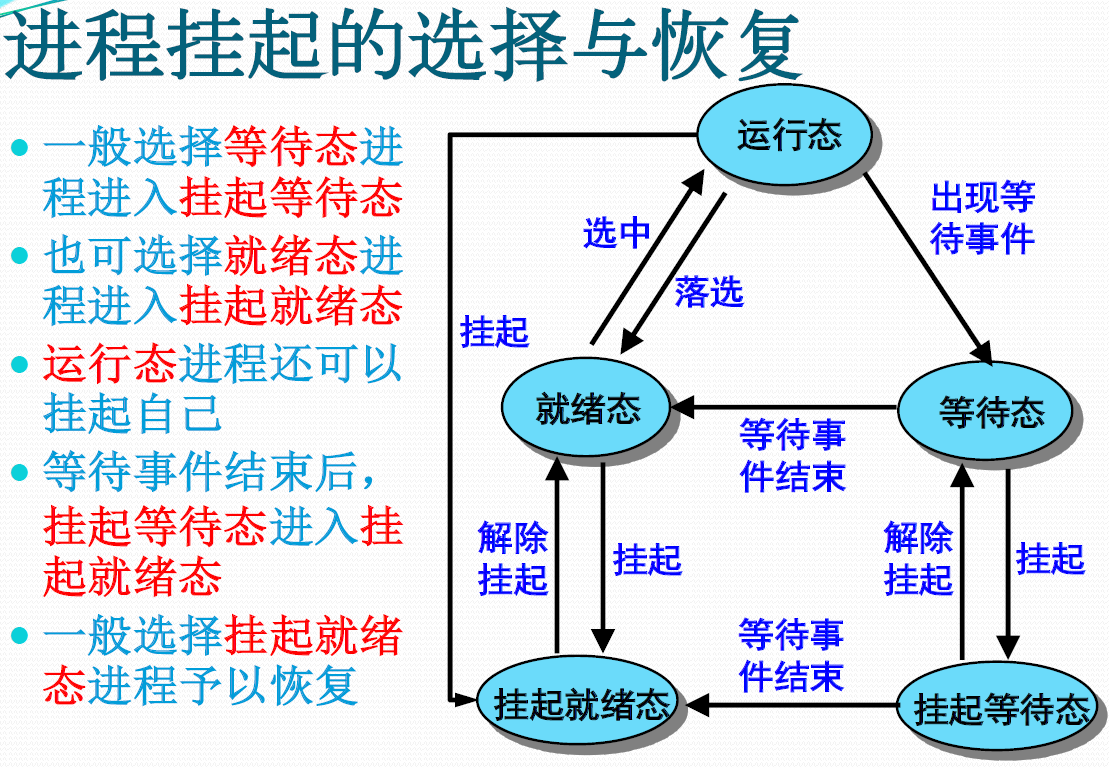 进程挂起的选择与恢复
一般选择等待态进
程进入挂起等待态
也可选择就绪态进
程进入挂起就绪态
运行态进程还可以
挂起自己
等待事件结束后，
挂起等待态进入挂
起就绪态
一般选择挂起就绪
态进程予以恢复
运行态
出现等
待事件
选中
落选
挂起
就绪态
等待态
等待事
件结束
解除
挂起
挂起
解除
挂起
挂起
等待事
件结束
挂起就绪态
挂起等待态